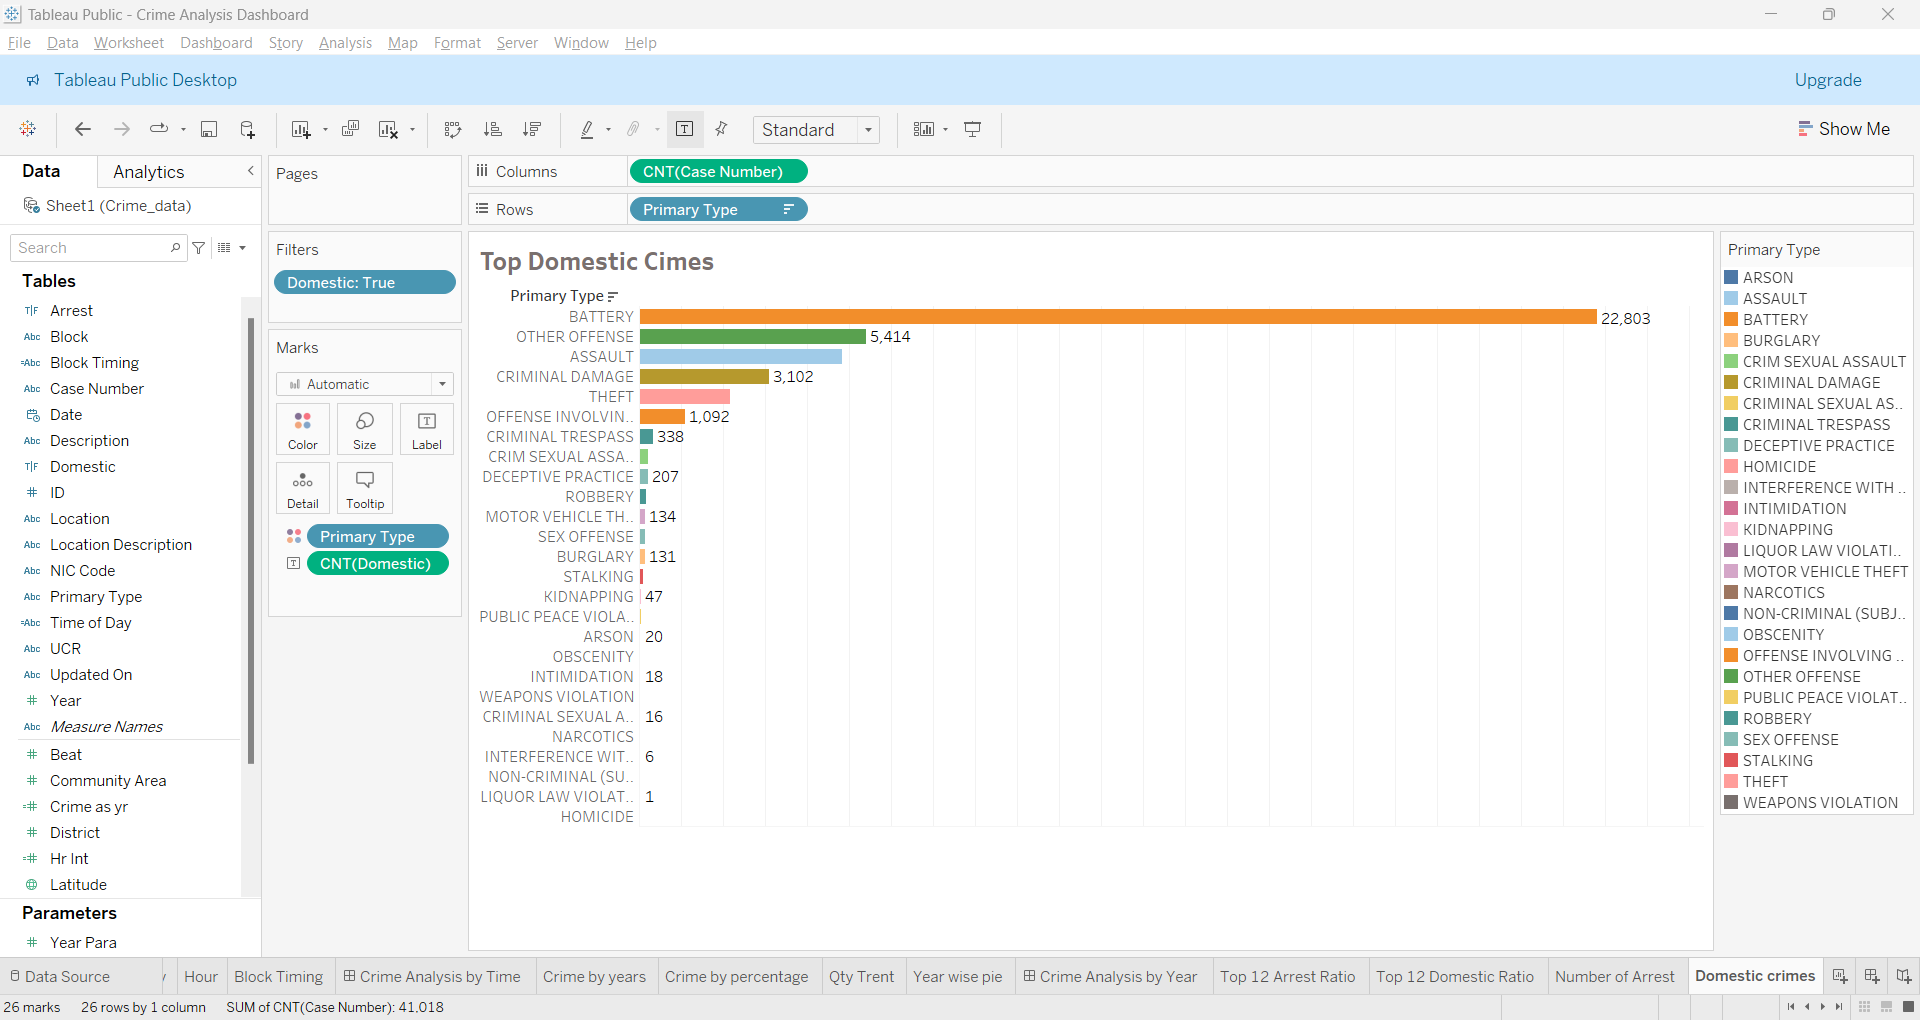 Tableau Public - Crime Analysis Dashboard
File Data Worksheet Dashboard Story Analysis Map Format Server Window Help
Tableau Public Desktop
Upgrade
Standard
Show Me
Data Analytics
Sheet1 (Crime_data)
Search
Tables
T|F Arrest
Abc Block
=Abc Block Timing
Abc Case Number
Date
Abc Description
T|F Domestic
# ID
Abc Location
Abc Location Description
Abc NIC Code
Abc Primary Type
=Abc Time of Day
Abc UCR
Abc Updated On
# Year
Abc Measure Names
# Beat
# Community Area
=# Crime as yr
# District
=# Hr Int
Latitude
Parameters
# Year Para
Pages
Filters
Domestic: True
Marks
Automatic
Color Size Label
Detail Tooltip
Primary Type
CNT(Domestic)
Columns CNT(Case Number)
Rows Primary Type
Top Domestic Cimes
Primary Type
BATTERY 22,803
OTHER OFFENSE 5,414
ASSAULT
CRIMINAL DAMAGE 3,102
THEFT
OFFENSE INVOLVIN.. 1,092
CRIMINAL TRESPASS 338
CRIM SEXUAL ASSA..
DECEPTIVE PRACTICE 207
ROBBERY
MOTOR VEHICLE TH.. 134
SEX OFFENSE
BURGLARY 131
STALKING
KIDNAPPING 47
PUBLIC PEACE VIOLA..
ARSON 20
OBSCENITY
INTIMIDATION 18
WEAPONS VIOLATION
CRIMINAL SEXUAL A.. 16
NARCOTICS
INTERFERENCE WIT.. 6
NON-CRIMINAL (SU..
LIQUOR LAW VIOLAT.. 1
HOMICIDE
Primary Type
ARSON
ASSAULT
BATTERY
BURGLARY
CRIM SEXUAL ASSAULT
CRIMINAL DAMAGE
CRIMINAL SEXUAL AS..
CRIMINAL TRESPASS
DECEPTIVE PRACTICE
HOMICIDE
INTERFERENCE WITH ..
INTIMIDATION
KIDNAPPING
LIQUOR LAW VIOLATI..
MOTOR VEHICLE THEFT
NARCOTICS
NON-CRIMINAL (SUBJ..
OBSCENITY
OFFENSE INVOLVING ..
OTHER OFFENSE
PUBLIC PEACE VIOLAT..
ROBBERY
SEX OFFENSE
STALKING
THEFT
WEAPONS VIOLATION
Data Source Hour Block Timing Crime Analysis by Time Crime by years Crime by percentage Qty Trent Year wise pie Crime Analysis by Year Top 12 Arrest Ratio Top 12 Domestic Ratio Number of Arrest Domestic crimes
26 marks 26 rows by 1 column SUM of CNT(Case Number): 41,018